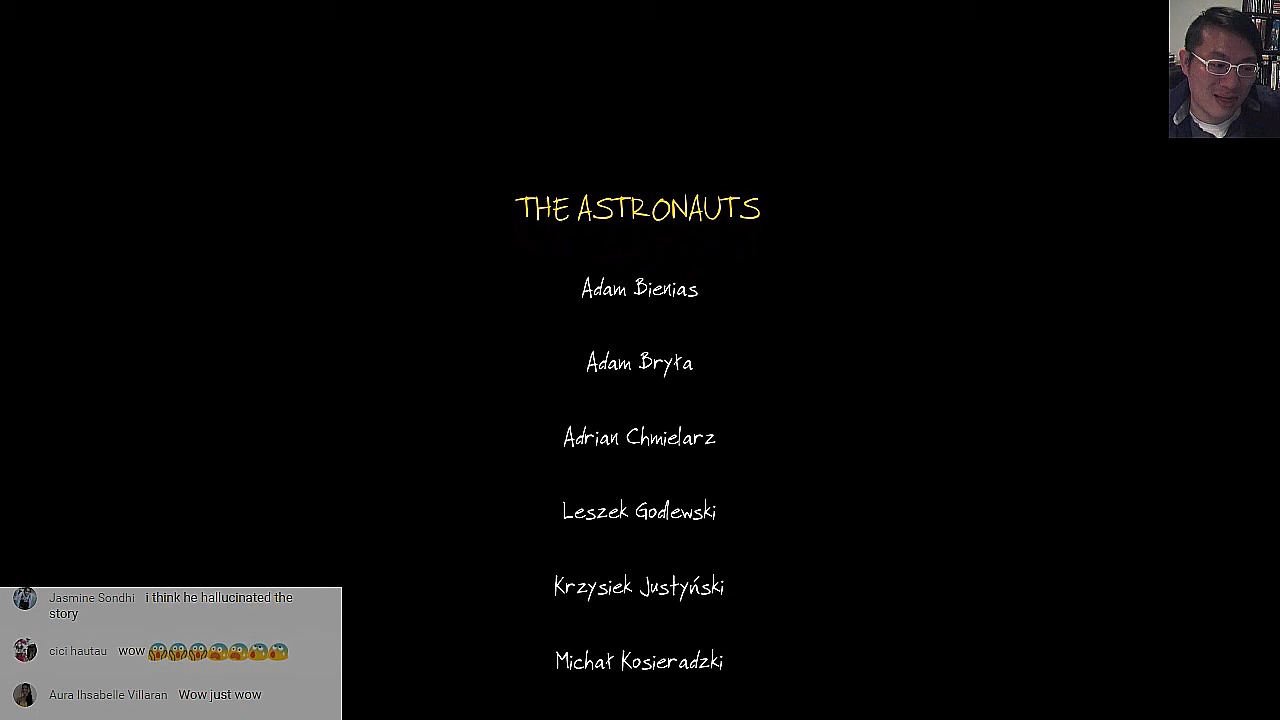 THE ASTRONAUTS
Adam Bienias
Adam Bryła
Adrian Chmielarz
Leszek Godlewski
Krzysiek Justyński
Michał Kosieradzki
Jasmine Sondhi i think he hallucinated the
story
cici hautau wow 😱😱😱😨😨😰😰
Aura Ihsabelle Villaran Wow just wow